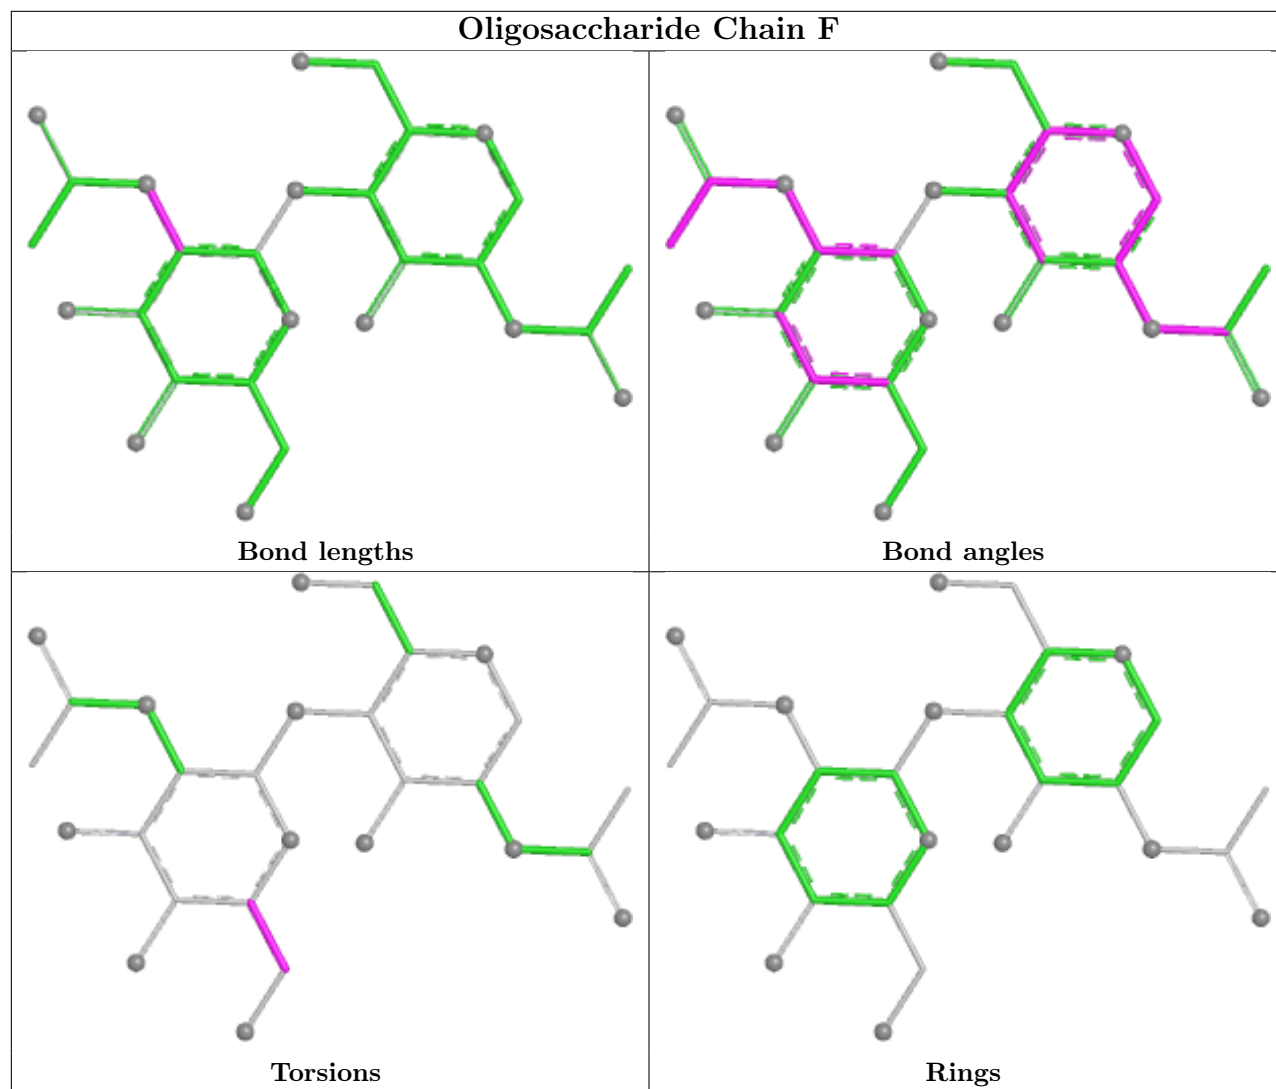 Oligosaccharide Chain F
Bond lengths
Bond angles
Torsions
Rings